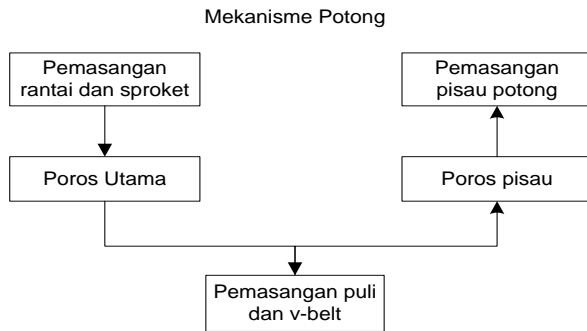 Mekanisme Potong
Pemasangan
rantai dan sproket
Pemasangan
pisau potong
Poros Utama
Poros pisau
Pemasangan puli
dan v-belt